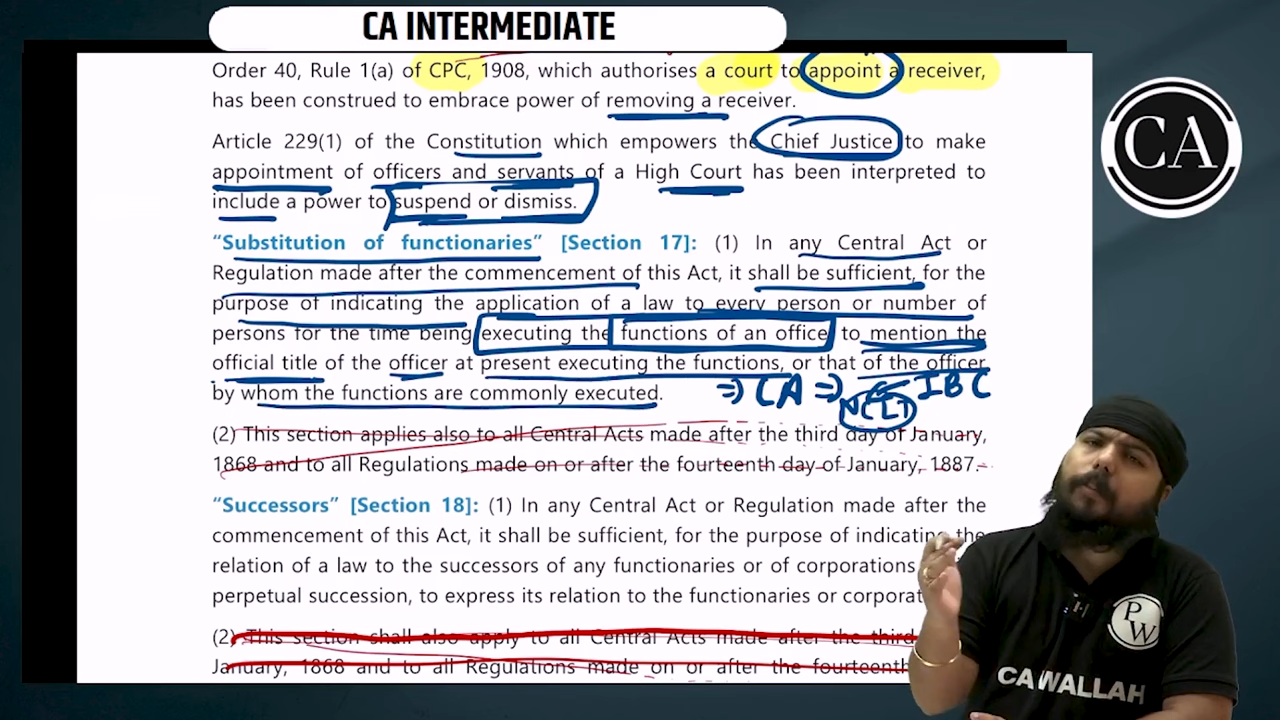 CA INTERMEDIATE
Order 40, Rule 1(a) of CPC, 1908, which authorises a court to appoint a receiver,
has been construed to embrace power of removing a receiver.
Article 229(1) of the Constitution which empowers the Chief Justice to make
appointment of officers and servants of a High Court has been interpreted to
include a power to suspend or dismiss.
“Substitution of functionaries” [Section 17]: (1) In any Central Act or
Regulation made after the commencement of this Act, it shall be sufficient, for the
purpose of indicating the application of a law to every person or number of
persons for the time being executing the functions of an office to mention the
official title of the officer at present executing the functions, or that of the officer
by whom the functions are commonly executed.
⇒ CA ⇒ IBC
NCLT
(2) This section applies also to all Central Acts made after the third day of January,
1868 and to all Regulations made on or after the fourteenth day of January, 1887.
“Successors” [Section 18]: (1) In any Central Act or Regulation made after the
commencement of this Act, it shall be sufficient, for the purpose of indicating the
relation of a law to the successors of any functionaries or of corporations
perpetual succession, to express its relation to the functionaries or
(2) This section shall also apply to all Central Acts made after the third
January, 1868 and to all Regulations made on or after the fourteenth
CA
PW
CA WALLAH